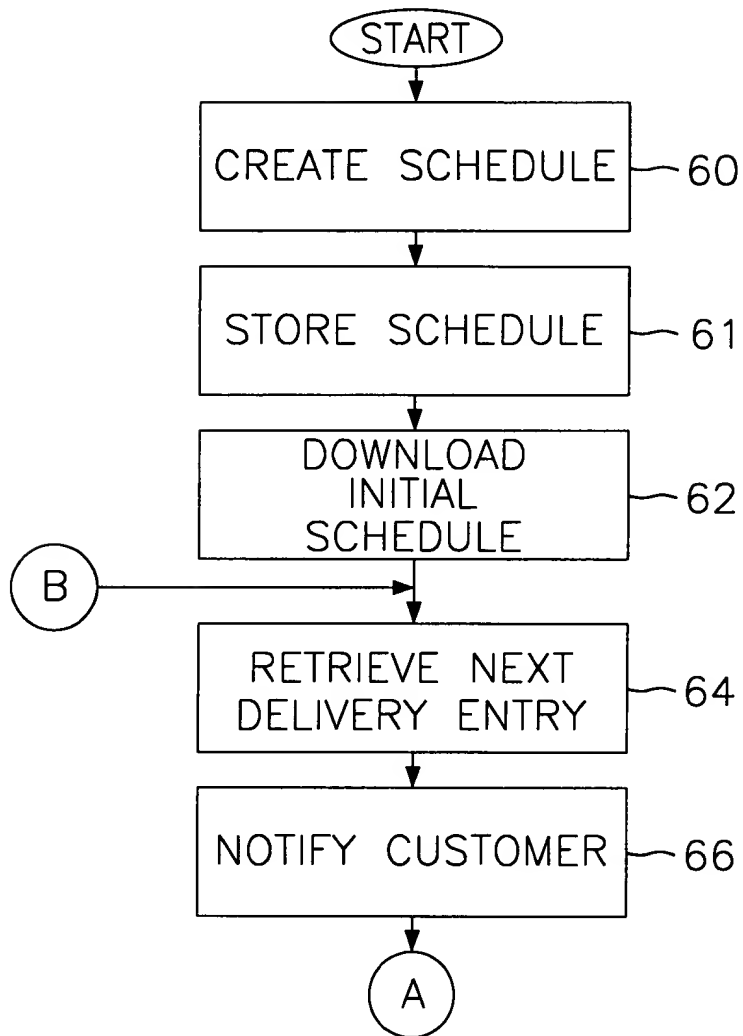 START
CREATE SCHEDULE
60
STORE SCHEDULE
61
DOWNLOAD
INITIAL
SCHEDULE
62
B
RETRIEVE NEXT
DELIVERY ENTRY
64
NOTIFY CUSTOMER
66
A